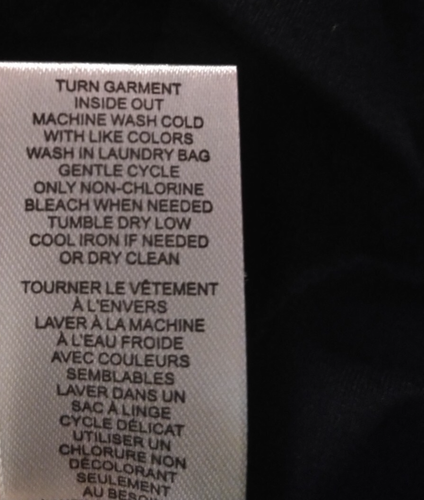 TURN GARMENT
INSIDE OUT
MACHINE WASH COLD
WITH LIKE COLORS
WASH IN LAUNDRY BAG
GENTLE CYCLE
ONLY NON-CHLORINE
BLEACH WHEN NEEDED
TUMBLE DRY LOW
COOL IRON IF NEEDED
OR DRY CLEAN
TOURNER LE VÊTEMENT
À L'ENVERS
LAVER À LA MACHINE
À L'EAU FROIDE
AVEC COULEURS
SEMBLABLES
LAVER DANS UN
SAC À LINGE
CYCLE DÉLICAT
UTILISER UN
CHLORURE NON
DÉCOLORANT
SEULEMENT
AU BESOIN